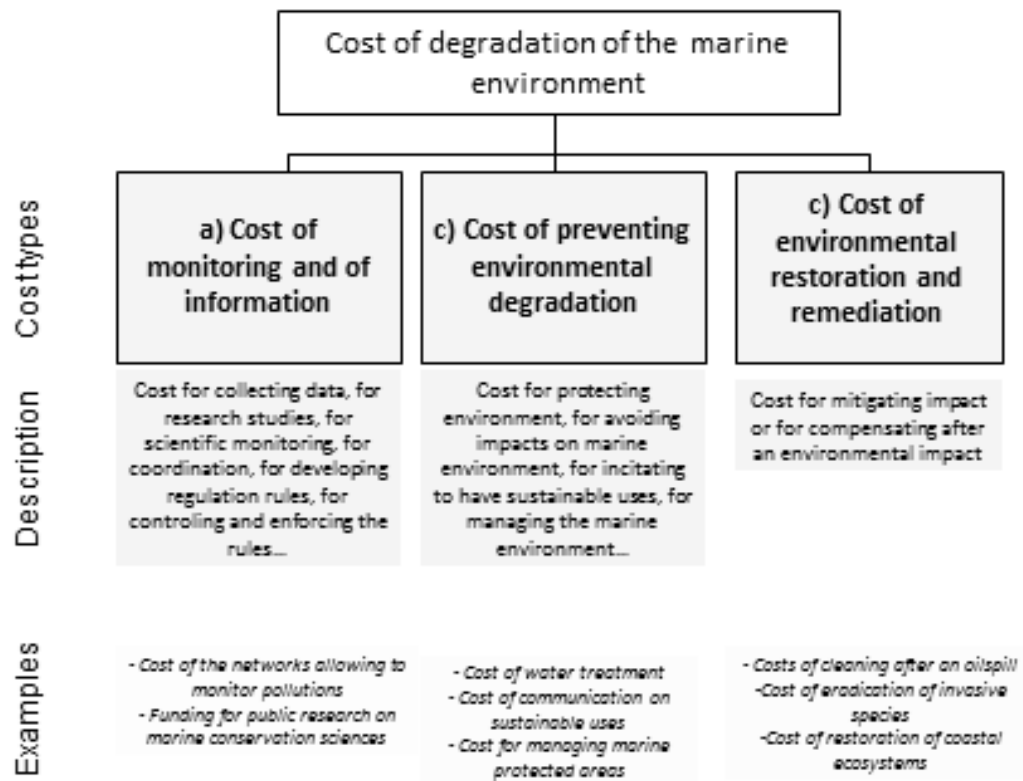 Cost of degradation of the marine
environment
Cost types
a) Cost of
monitoring and of
information
c) Cost of preventing
environmental
degradation
c) Cost of
environmental
restoration and
remediation
Description
Cost for collecting data, for
research studies, for
scientific monitoring, for
coordination, for developing
regulation rules, for
controling and enforcing the
rules...
Cost for protecting
environment, for avoiding
impacts on marine
environment, for incitating
to have sustainable uses, for
managing the marine
environment...
Cost for mitigating impact
or for compensating after
an environmental impact
Examples
- Cost of the networks allowing to
monitor pollutions
- Funding for public research on
marine conservation sciences
- Cost of water treatment
- Cost of communication on
sustainable uses
- Cost for managing marine
protected areas
- Costs of cleaning after an oilspill
-Cost of eradication of invasive
species
-Cost of restoration of coastal
ecosystems